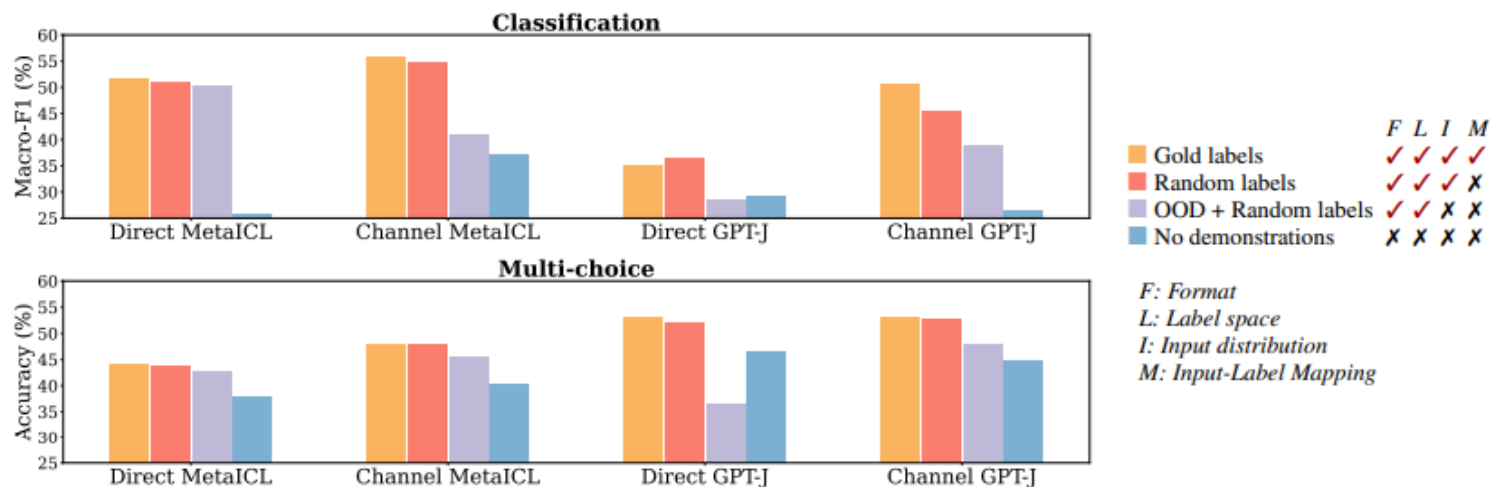 Classification
Macro-F1 (%)
60
55
50
45
40
35
30
25
Direct MetaICL Channel MetaICL Direct GPT-J Channel GPT-J
Multi-choice
Accuracy (%)
60
55
50
45
40
35
30
25
Direct MetaICL Channel MetaICL Direct GPT-J Channel GPT-J
F L I M
Gold labels ✓ ✓ ✓ ✓
Random labels ✓ ✓ ✓ ✗
OOD + Random labels ✓ ✓ ✗ ✗
No demonstrations ✗ ✗ ✗ ✗
F: Format
L: Label space
I: Input distribution
M: Input-Label Mapping